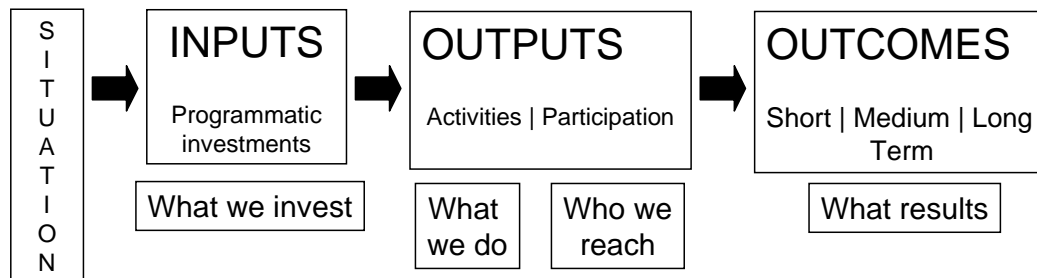 S
I
T
U
A
T
I
O
N
INPUTS
Programmatic
investments
What we invest
OUTPUTS
Activities | Participation
What
we do
Who we
reach
OUTCOMES
Short | Medium | Long
Term
What results